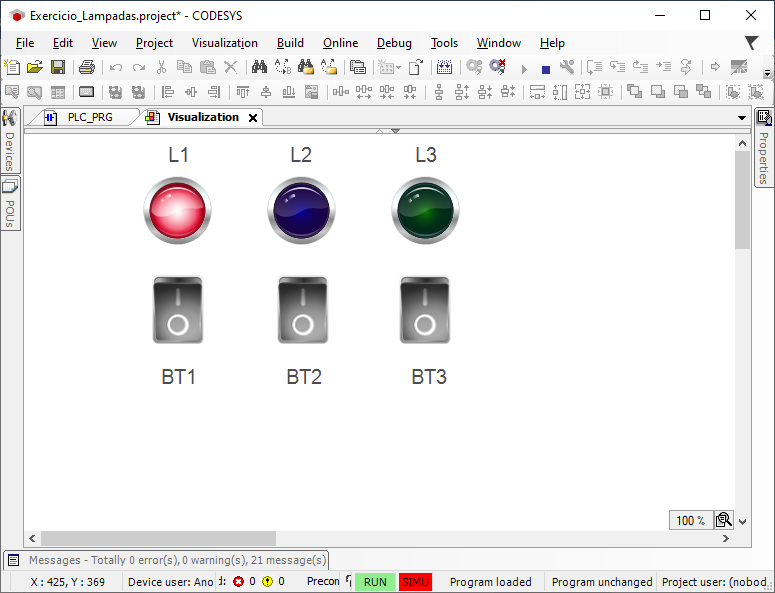 Exercicio_Lampadas.project* - CODESYS
File Edit View Project Visualization Build Online Debug Tools Window Help
PLC_PRG Visualization
Devices
POUs
Properties
L1 L2 L3
BT1 BT2 BT3
100 %
Messages - Totally 0 error(s), 0 warning(s), 21 message(s)
X : 425, Y : 369 Device user: Ano 0 0 Precon RUN SIMU Program loaded Program unchanged Project user: (nobod